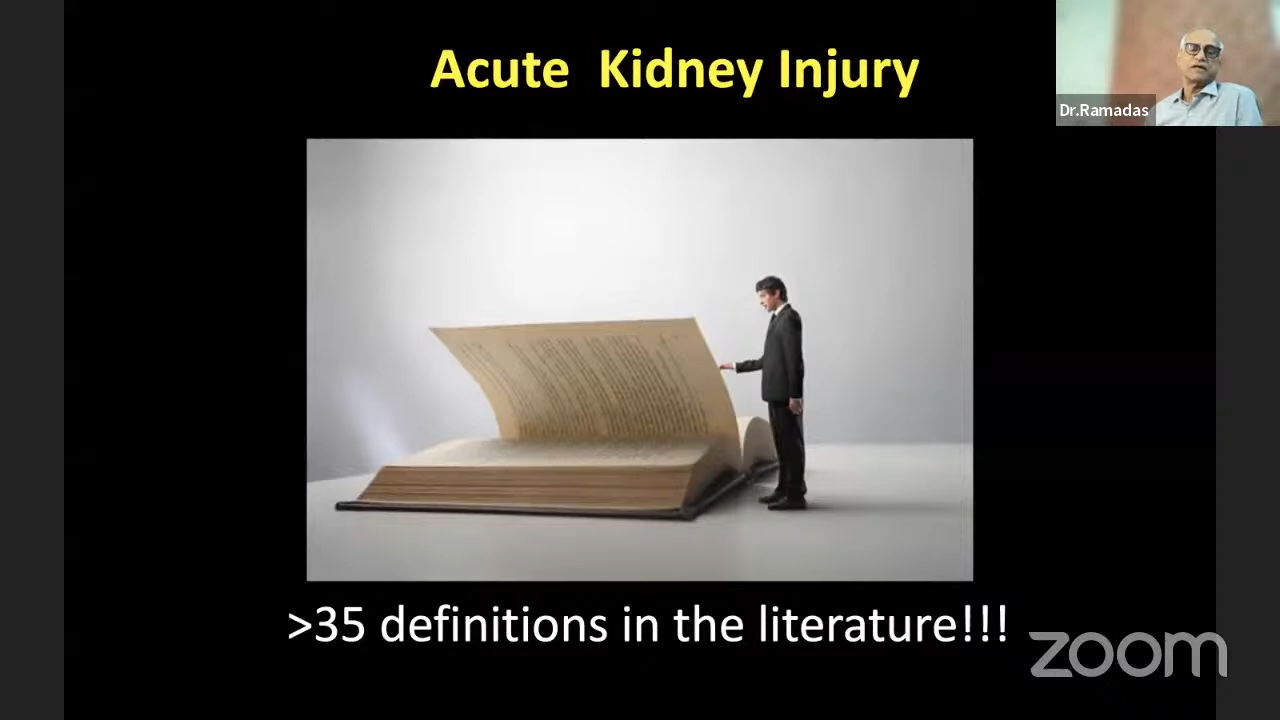 Acute Kidney Injury
Dr.Ramadas
>35 definitions in the literature!!!
zoom